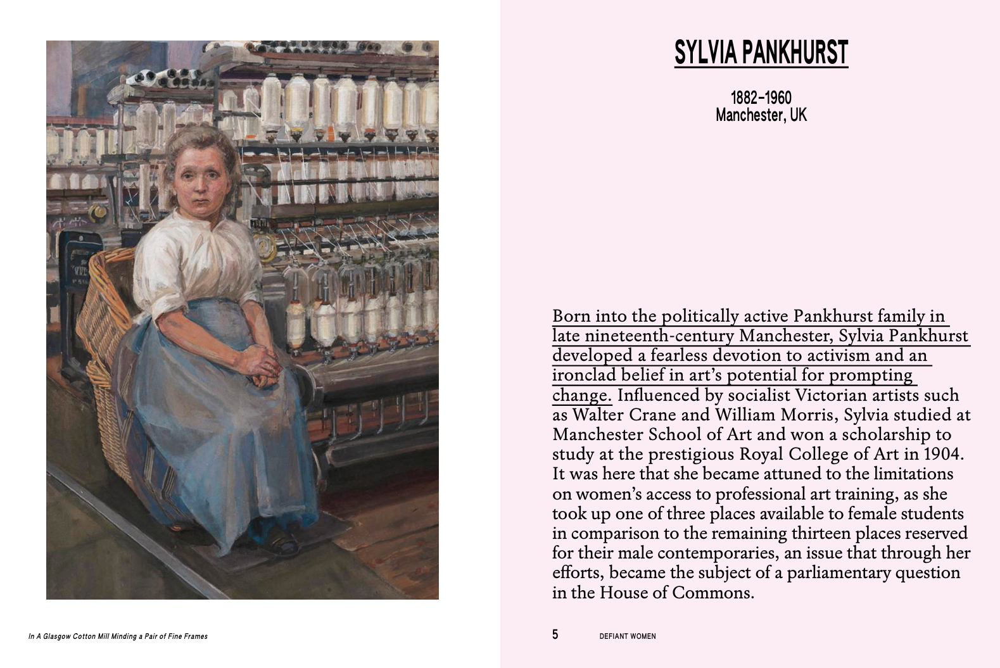 SYLVIA PANKHURST
1882–1960
Manchester, UK
Born into the politically active Pankhurst family in
late nineteenth-century Manchester, Sylvia Pankhurst
developed a fearless devotion to activism and an
ironclad belief in art’s potential for prompting
change. Influenced by socialist Victorian artists such
as Walter Crane and William Morris, Sylvia studied at
Manchester School of Art and won a scholarship to
study at the prestigious Royal College of Art in 1904.
It was here that she became attuned to the limitations
on women’s access to professional art training, as she
took up one of three places available to female students
in comparison to the remaining thirteen places reserved
for their male contemporaries, an issue that through her
efforts, became the subject of a parliamentary question
in the House of Commons.
In A Glasgow Cotton Mill Minding a Pair of Fine Frames
5 DEFIANT WOMEN